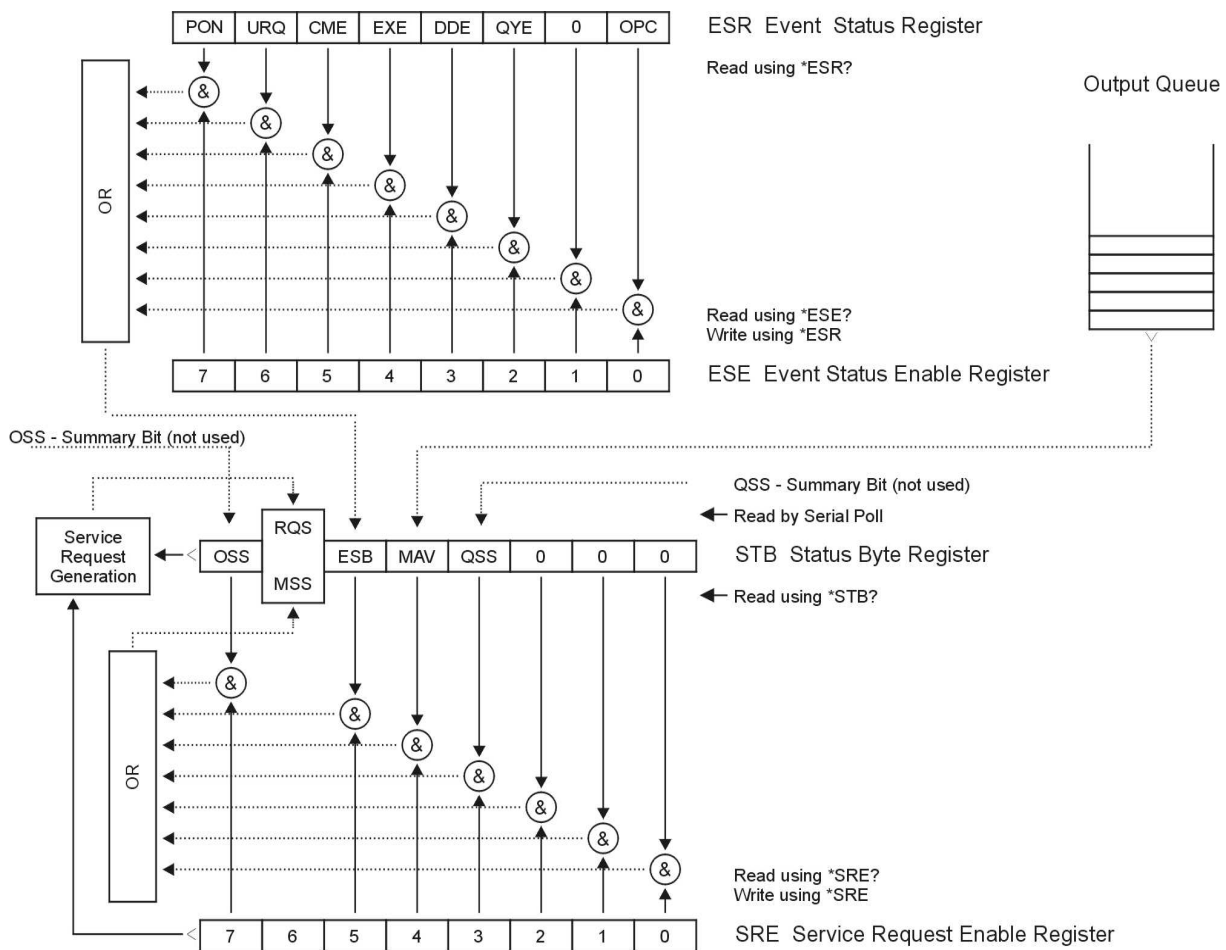 PON URQ CME EXE DDE QYE 0 OPC
ESR Event Status Register
Read using *ESR?
Output Queue
&
&
&
&
&
&
&
&
OR
Read using *ESE?
Write using *ESR
7 6 5 4 3 2 1 0
ESE Event Status Enable Register
OSS - Summary Bit (not used)
QSS - Summary Bit (not used)
Read by Serial Poll
Service
Request
Generation
OSS
RQS
MSS
ESB MAV QSS 0 0 0
STB Status Byte Register
Read using *STB?
&
&
&
&
&
&
&
OR
Read using *SRE?
Write using *SRE
7 6 5 4 3 2 1 0
SRE Service Request Enable Register